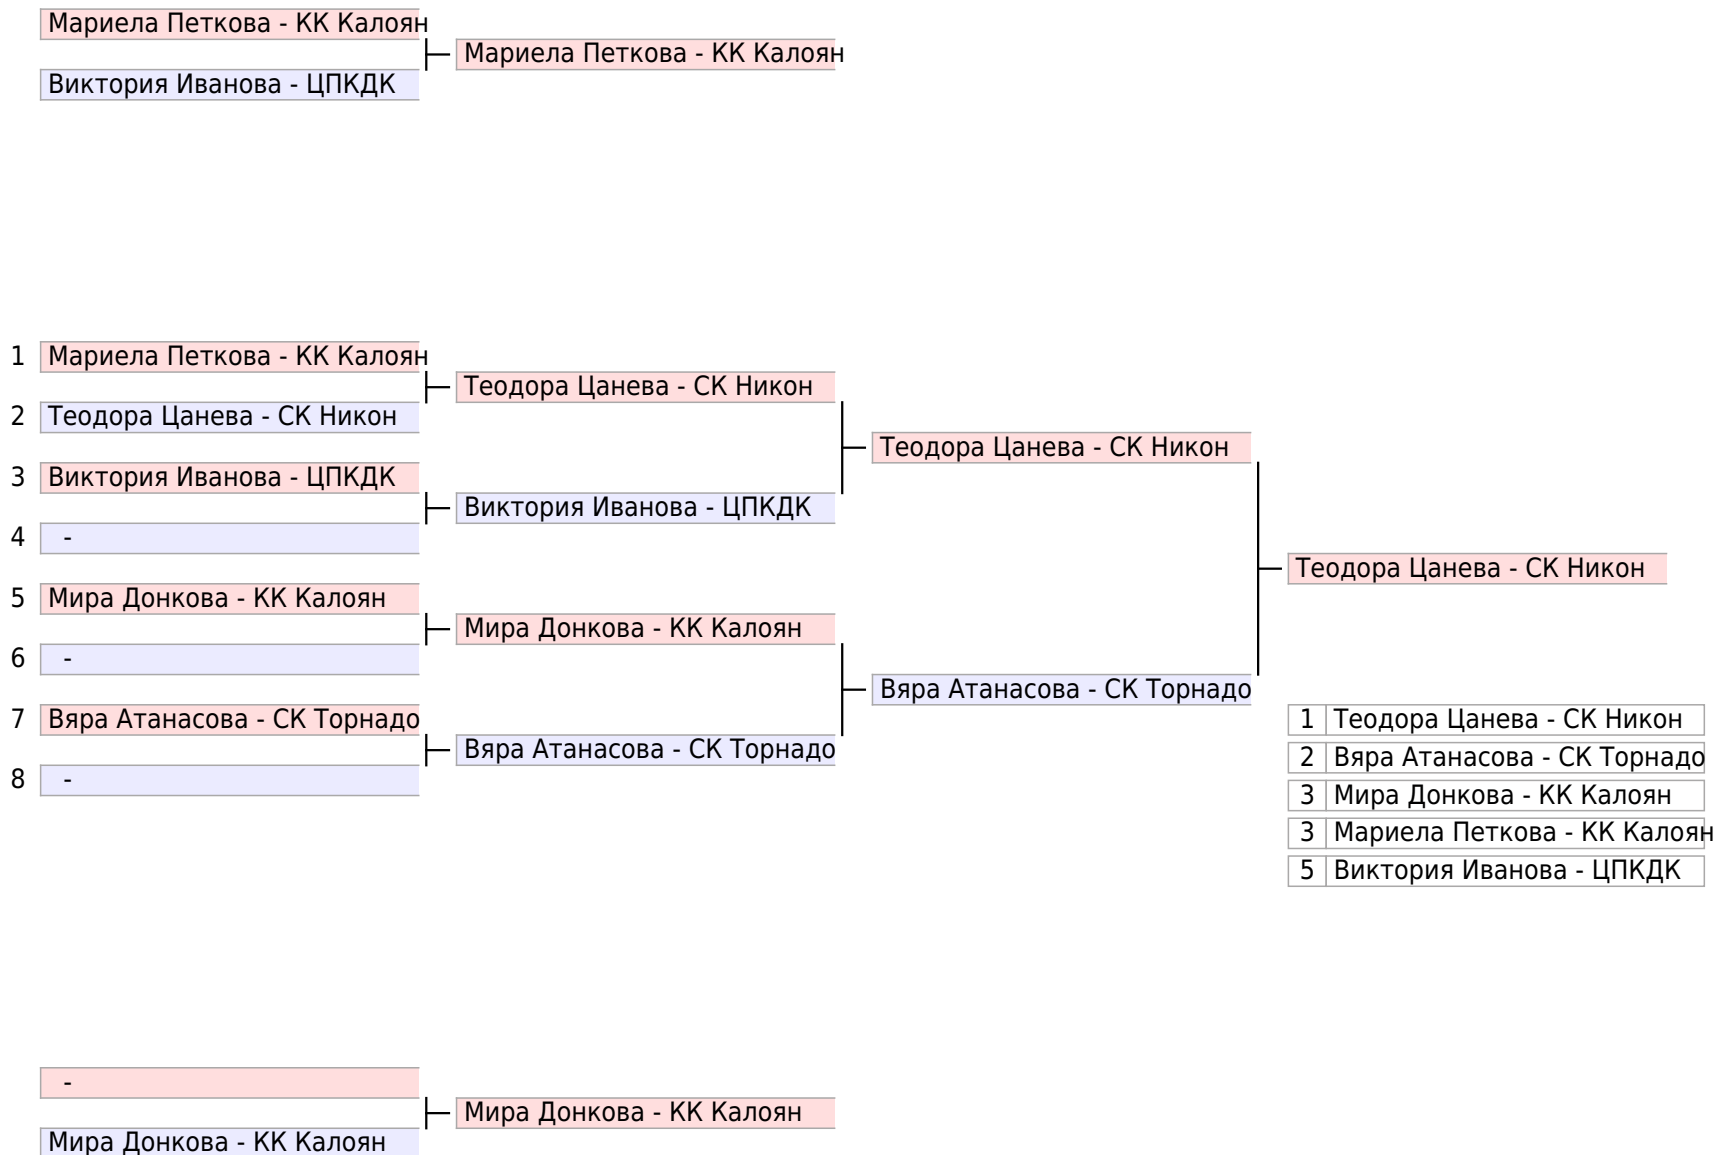 Мариела Петкова - КК Калоян
Мариела Петкова - КК Калоян
Виктория Иванова - ЦПКДК
1 Мариела Петкова - КК Калоян
Теодора Цанева - СК Никон
2 Теодора Цанева - СК Никон
Теодора Цанева - СК Никон
3 Виктория Иванова - ЦПКДК
Виктория Иванова - ЦПКДК
4 -
Теодора Цанева - СК Никон
5 Мира Донкова - КК Калоян
Мира Донкова - КК Калоян
6 -
Вяра Атанасова - СК Торнадо
7 Вяра Атанасова - СК Торнадо
Вяра Атанасова - СК Торнадо
8 -
1 Теодора Цанева - СК Никон
2 Вяра Атанасова - СК Торнадо
3 Мира Донкова - КК Калоян
3 Мариела Петкова - КК Калоян
5 Виктория Иванова - ЦПКДК
-
Мира Донкова - КК Калоян
Мира Донкова - КК Калоян